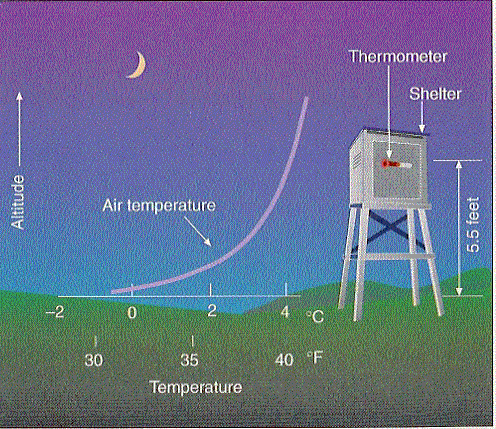 Thermometer
Shelter
Altitude
Air temperature
5.5 feet
−2 0 2 4 °C
30 35 40 °F
Temperature